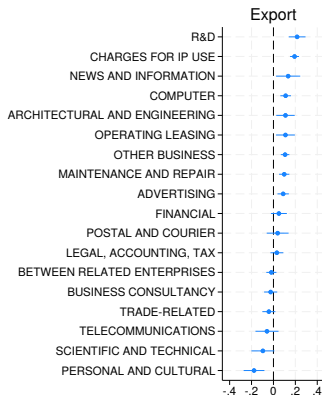 Export
R&D
CHARGES FOR IP USE
NEWS AND INFORMATION
COMPUTER
ARCHITECTURAL AND ENGINEERING
OPERATING LEASING
OTHER BUSINESS
MAINTENANCE AND REPAIR
ADVERTISING
FINANCIAL
POSTAL AND COURIER
LEGAL, ACCOUNTING, TAX
BETWEEN RELATED ENTERPRISES
BUSINESS CONSULTANCY
TRADE-RELATED
TELECOMMUNICATIONS
SCIENTIFIC AND TECHNICAL
PERSONAL AND CULTURAL
-.4 -.2 0 .2 .4